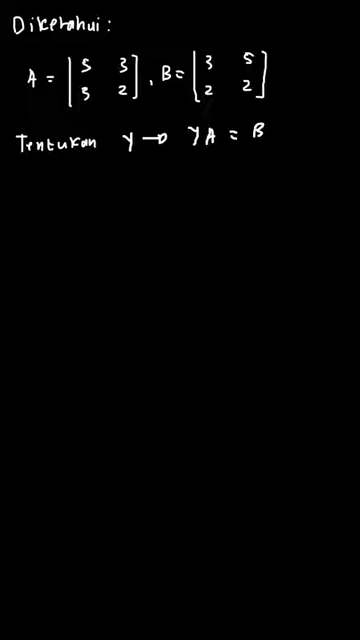 Diketahui:
A = [5 3
3 2], B = [3 5
2 2]
Tentukan Y → YA = B